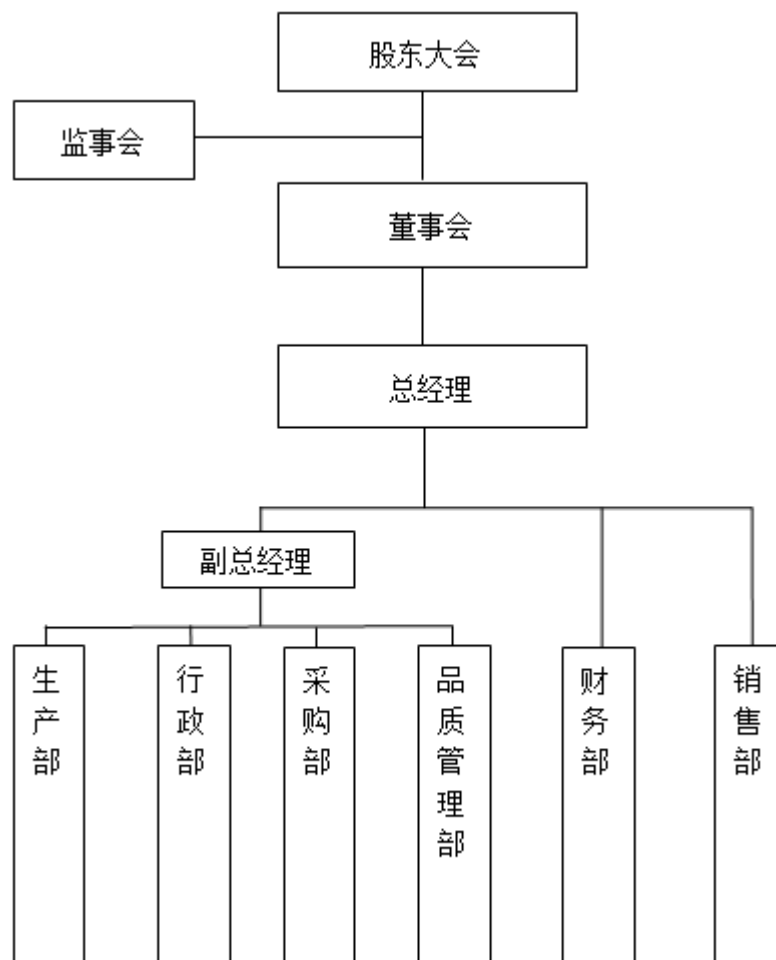 股东大会
监事会
董事会
总经理
副总经理
生产部
行政部
采购部
品质管理部
财务部
销售部